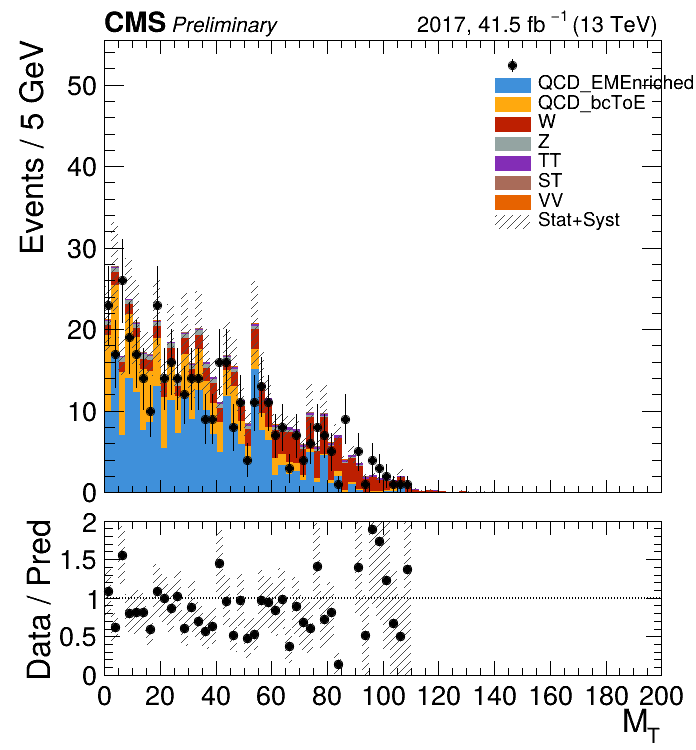 CMS Preliminary 2017, 41.5 fb⁻¹ (13 TeV)
Events / 5 GeV
50
40
30
20
10
0
QCD_EMEnriched
QCD_bcToE
W
Z
TT
ST
VV
Stat+Syst
Data / Pred
2
1.5
1
0.5
0
0 20 40 60 80 100 120 140 160 180 200
M_T